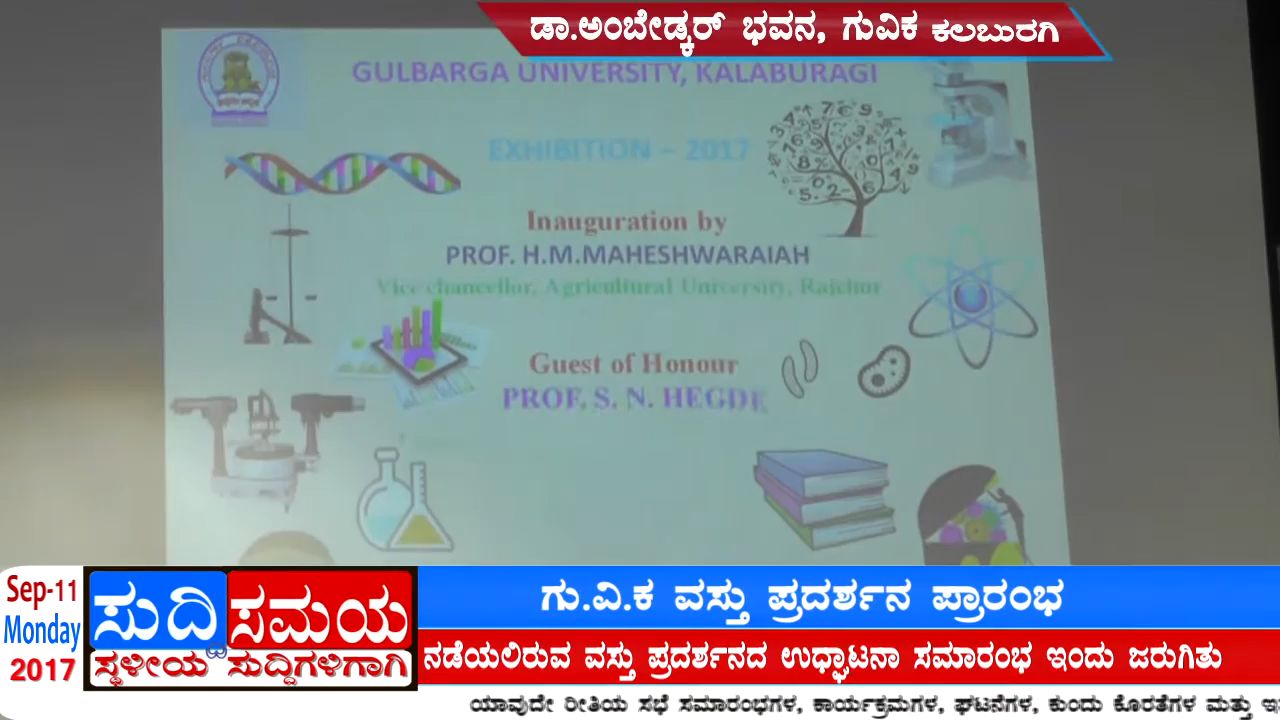 ಡಾ.ಅಂಬೇಡ್ಕರ್ ಭವನ, ಗುವಿಕ ಕಲಬುರಗಿ
GULBARGA UNIVERSITY, KALABURAGI
EXHIBITION – 2017
Inauguration by
PROF. H.M.MAHESHWARAIAH
Vice-chancellor, Agricultural University, Raichur
Guest of Honour
PROF. S. N. HEGDE
Sep-11
Monday
2017
ಸುದ್ದಿ ಸಮಯ
ಸ್ಥಳೀಯ ಸುದ್ದಿಗಳಿಗಾಗಿ
ಗು.ವಿ.ಕ ವಸ್ತು ಪ್ರದರ್ಶನ ಪ್ರಾರಂಭ
ನಡೆಯಲಿರುವ ವಸ್ತು ಪ್ರದರ್ಶನದ ಉಧ್ಘಾಟನಾ ಸಮಾರಂಭ ಇಂದು ಜರುಗಿತು
ಯಾವುದೇ ರೀತಿಯ ಸಭೆ ಸಮಾರಂಭಗಳ, ಕಾರ್ಯಕ್ರಮಗಳ, ಘಟನೆಗಳ, ಕುಂದು ಕೊರತೆಗಳ ಮತ್ತು